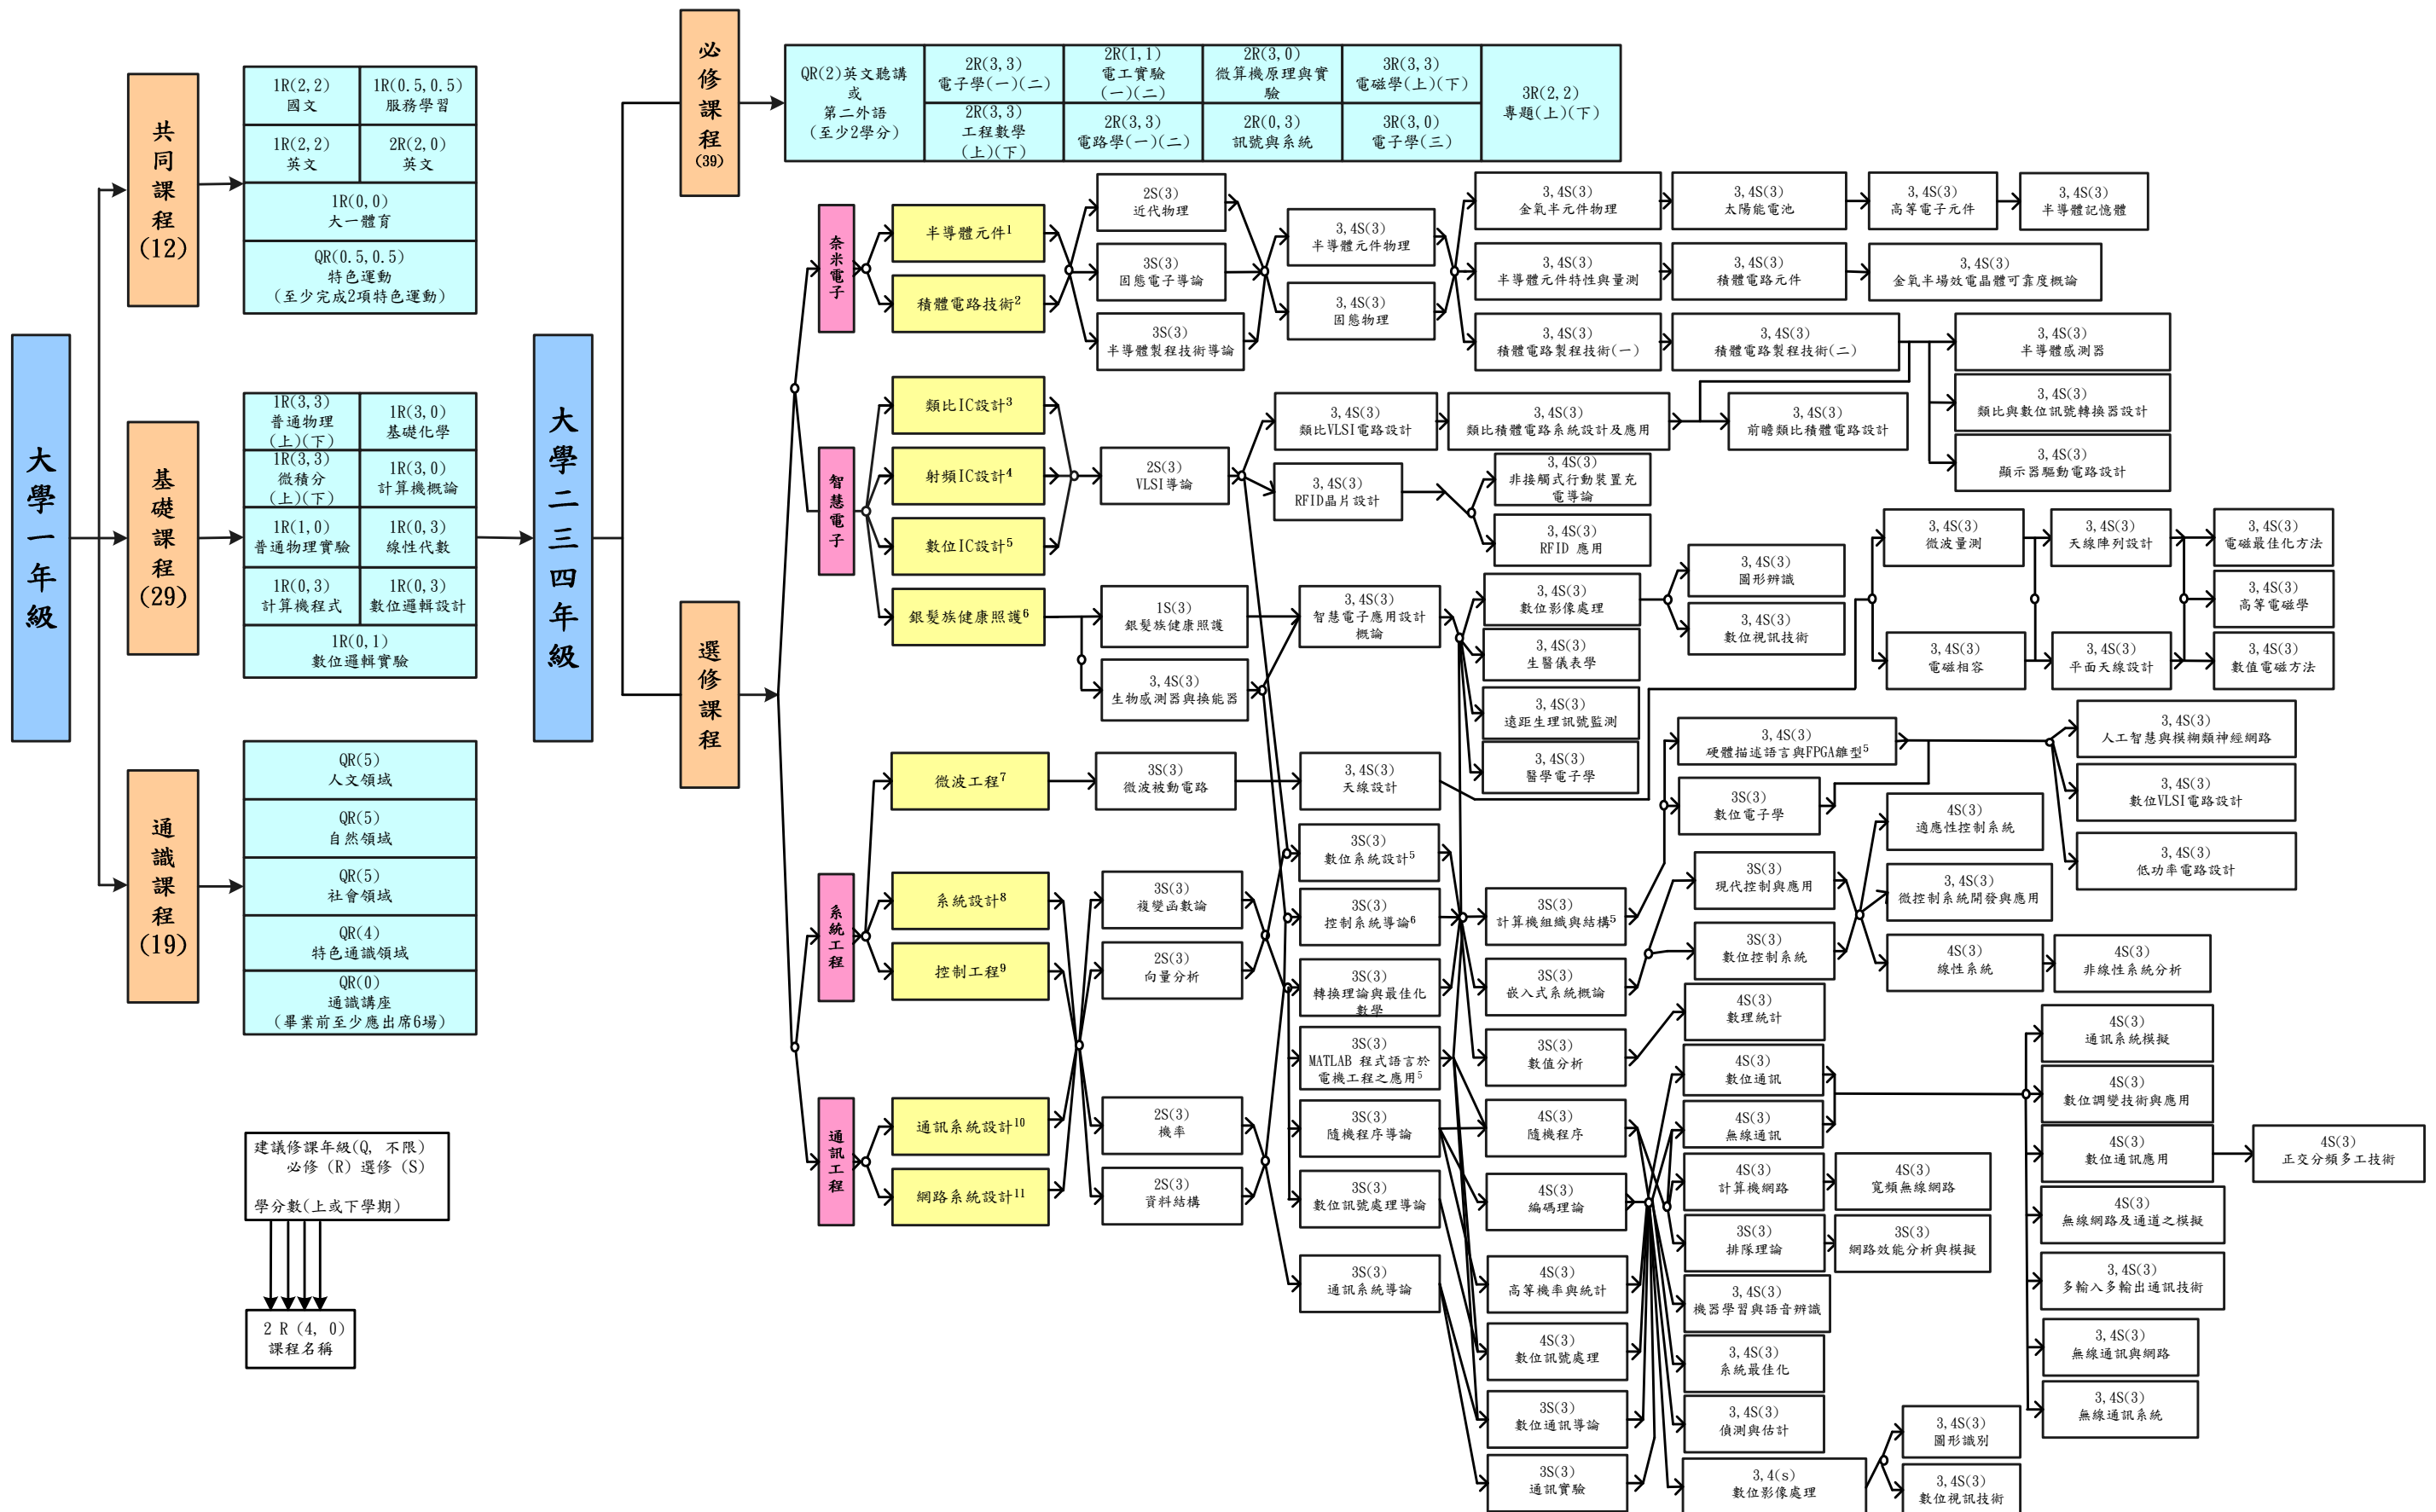 大學一年級
共同課程(12)
1R(2,2)
國文
1R(0.5,0.5)
服務學習
1R(2,2)
英文
2R(2,0)
英文
1R(0,0)
大一體育
QR(0.5,0.5)
特色運動
(至少完成2項特色運動)
基礎課程(29)
1R(3,3)
普通物理
(上)(下)
1R(3,0)
基礎化學
1R(3,3)
微積分
(上)(下)
1R(3,0)
計算機概論
1R(1,0)
普通物理實驗
1R(0,3)
線性代數
1R(0,3)
計算機程式
1R(0,3)
數位邏輯設計
1R(0,1)
數位邏輯實驗
通識課程(19)
QR(5)
人文領域
QR(5)
自然領域
QR(5)
社會領域
QR(4)
特色通識領域
QR(0)
通識講座
(畢業前至少應出席6場)
建議修課年級(Q, 不限)
必修 (R) 選修 (S)
學分數(上或下學期)
2 R (4, 0)
課程名稱
大學二三四年級
必修課程(39)
QR(2)英文聽講
或
第二外語
(至少2學分)
2R(3,3)
電子學(一)(二)
2R(1,1)
電工實驗
(一)(二)
2R(3,0)
微算機原理與實
驗
3R(3,3)
電磁學(上)(下)
3R(2,2)
專題(上)(下)
2R(3,3)
工程數學
(上)(下)
2R(3,3)
電路學(一)(二)
2R(0,3)
訊號與系統
3R(3,0)
電子學(三)
選修課程
奈米電子
半導體元件1
積體電路技術2
2S(3)
近代物理
3S(3)
固態電子導論
3S(3)
半導體製程技術導論
3,4S(3)
半導體元件物理
3,4S(3)
固態物理
3,4S(3)
金氧半元件物理
3,4S(3)
太陽能電池
3,4S(3)
高等電子元件
3,4S(3)
半導體記憶體
3,4S(3)
半導體元件特性與量測
3,4S(3)
積體電路元件
3,4S(3)
金氧半場效電晶體可靠度概論
3,4S(3)
積體電路製程技術(一)
3,4S(3)
積體電路製程技術(二)
3,4S(3)
半導體感測器
3,4S(3)
類比與數位訊號轉換器設計
3,4S(3)
顯示器驅動電路設計
智慧電子
類比IC設計3
射頻IC設計4
數位IC設計5
銀髮族健康照護6
2S(3)
VLSI導論
3,4S(3)
類比VLSI電路設計
3,4S(3)
類比積體電路系統設計及應用
3,4S(3)
前瞻類比積體電路設計
3,4S(3)
RFID晶片設計
3,4S(3)
非接觸式行動裝置充
電導論
3,4S(3)
RFID 應用
1S(3)
銀髮族健康照護
3,4S(3)
生物感測器與換能器
3,4S(3)
智慧電子應用設計
概論
3,4S(3)
數位影像處理
3,4S(3)
圖形辨識
3,4S(3)
數位視訊技術
3,4S(3)
生醫儀表學
3,4S(3)
遠距生理訊號監測
3,4S(3)
醫學電子學
3,4S(3)
微波量測
3,4S(3)
天線陣列設計
3,4S(3)
電磁最佳化方法
3,4S(3)
高等電磁學
3,4S(3)
電磁相容
3,4S(3)
平面天線設計
3,4S(3)
數值電磁方法
系統工程
微波工程7
系統設計8
控制工程9
3S(3)
微波被動電路
3,4S(3)
天線設計
3S(3)
複變函數論
2S(3)
向量分析
3S(3)
數位系統設計5
3S(3)
控制系統導論6
3S(3)
轉換理論與最佳化
數學
3S(3)
MATLAB 程式語言於
電機工程之應用5
3S(3)
隨機程序導論
3S(3)
數位訊號處理導論
3S(3)
通訊系統導論
3S(3)
計算機組織與結構5
3S(3)
嵌入式系統概論
3S(3)
數值分析
4S(3)
隨機程序
4S(3)
編碼理論
4S(3)
高等機率與統計
4S(3)
數位訊號處理
3S(3)
數位通訊導論
3S(3)
通訊實驗
3,4S(3)
硬體描述語言與FPGA雛型5
3S(3)
數位電子學
3,4S(3)
人工智慧與模糊類神經網路
3,4S(3)
數位VLSI電路設計
3,4S(3)
低功率電路設計
3S(3)
現代控制與應用
3S(3)
數位控制系統
4S(3)
適應性控制系統
3,4S(3)
微控制系統開發與應用
4S(3)
線性系統
4S(3)
非線性系統分析
4S(3)
數理統計
通訊工程
通訊系統設計10
網路系統設計11
2S(3)
機率
2S(3)
資料結構
4S(3)
數位通訊
4S(3)
無線通訊
4S(3)
計算機網路
4S(3)
寬頻無線網路
3S(3)
排隊理論
3S(3)
網路效能分析與模擬
3,4S(3)
機器學習與語音辨識
3,4S(3)
系統最佳化
3,4S(3)
偵測與估計
3,4(s)
數位影像處理
3,4S(3)
圖形識別
3,4S(3)
數位視訊技術
4S(3)
通訊系統模擬
4S(3)
數位調變技術與應用
4S(3)
數位通訊應用
4S(3)
正交分頻多工技術
4S(3)
無線網路及通道之模擬
3,4S(3)
多輸入多輸出通訊技術
3,4S(3)
無線通訊與網路
3,4S(3)
無線通訊系統